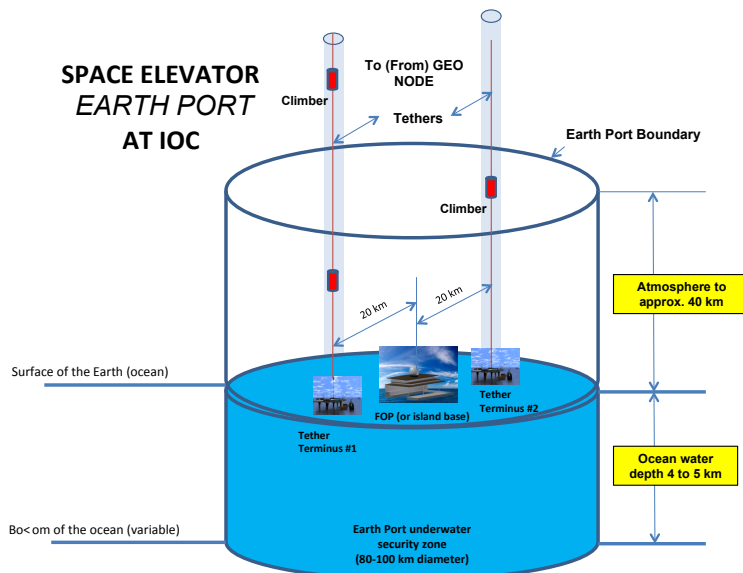 SPACE ELEVATOR
EARTH PORT
AT IOC
To (From) GEO
NODE
Climber
Tethers
Earth Port Boundary
Climber
20 km
20 km
Atmosphere to
approx. 40 km
Surface of the Earth (ocean)
Tether
Terminus #1
FOP (or island base)
Tether
Terminus #2
Ocean water
depth 4 to 5 km
Bo< om of the ocean (variable)
Earth Port underwater
security zone
(80-100 km diameter)